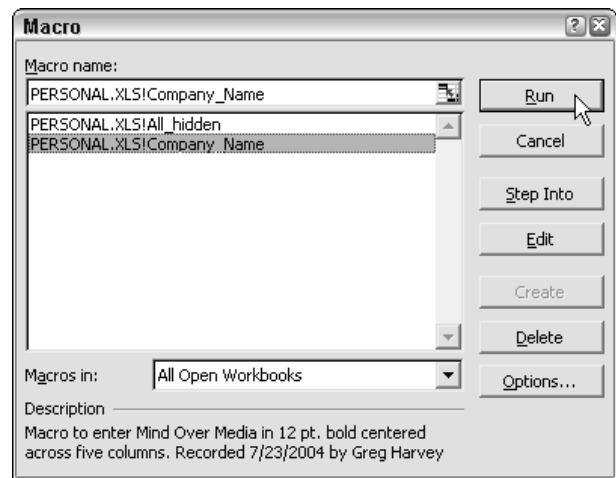 Macro
Macro name:
PERSONAL.XLS!Company_Name
Run
PERSONAL.XLS!All_hidden
PERSONAL.XLS!Company_Name
Cancel
Step Into
Edit
Create
Delete
Macros in:
All Open Workbooks
Options...
Description
Macro to enter Mind Over Media in 12 pt. bold centered
across five columns. Recorded 7/23/2004 by Greg Harvey